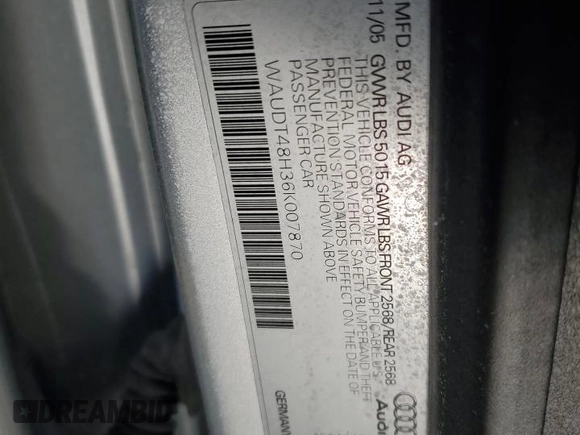 MFD. BY AUDI AG
11/05 GVWR LBS 5015 GAWR LBS FRONT 2568/REAR 2568
THIS VEHICLE CONFORMS TO ALL APPLICABLE U.S.
FEDERAL MOTOR VEHICLE SAFETY BUMPER AND THEFT
PREVENTION STANDARDS IN EFFECT ON THE DATE OF
MANUFACTURE SHOWN ABOVE
PASSENGER CAR
WAUDT48H36K007870
GERMANY
Audi
DREAMBID